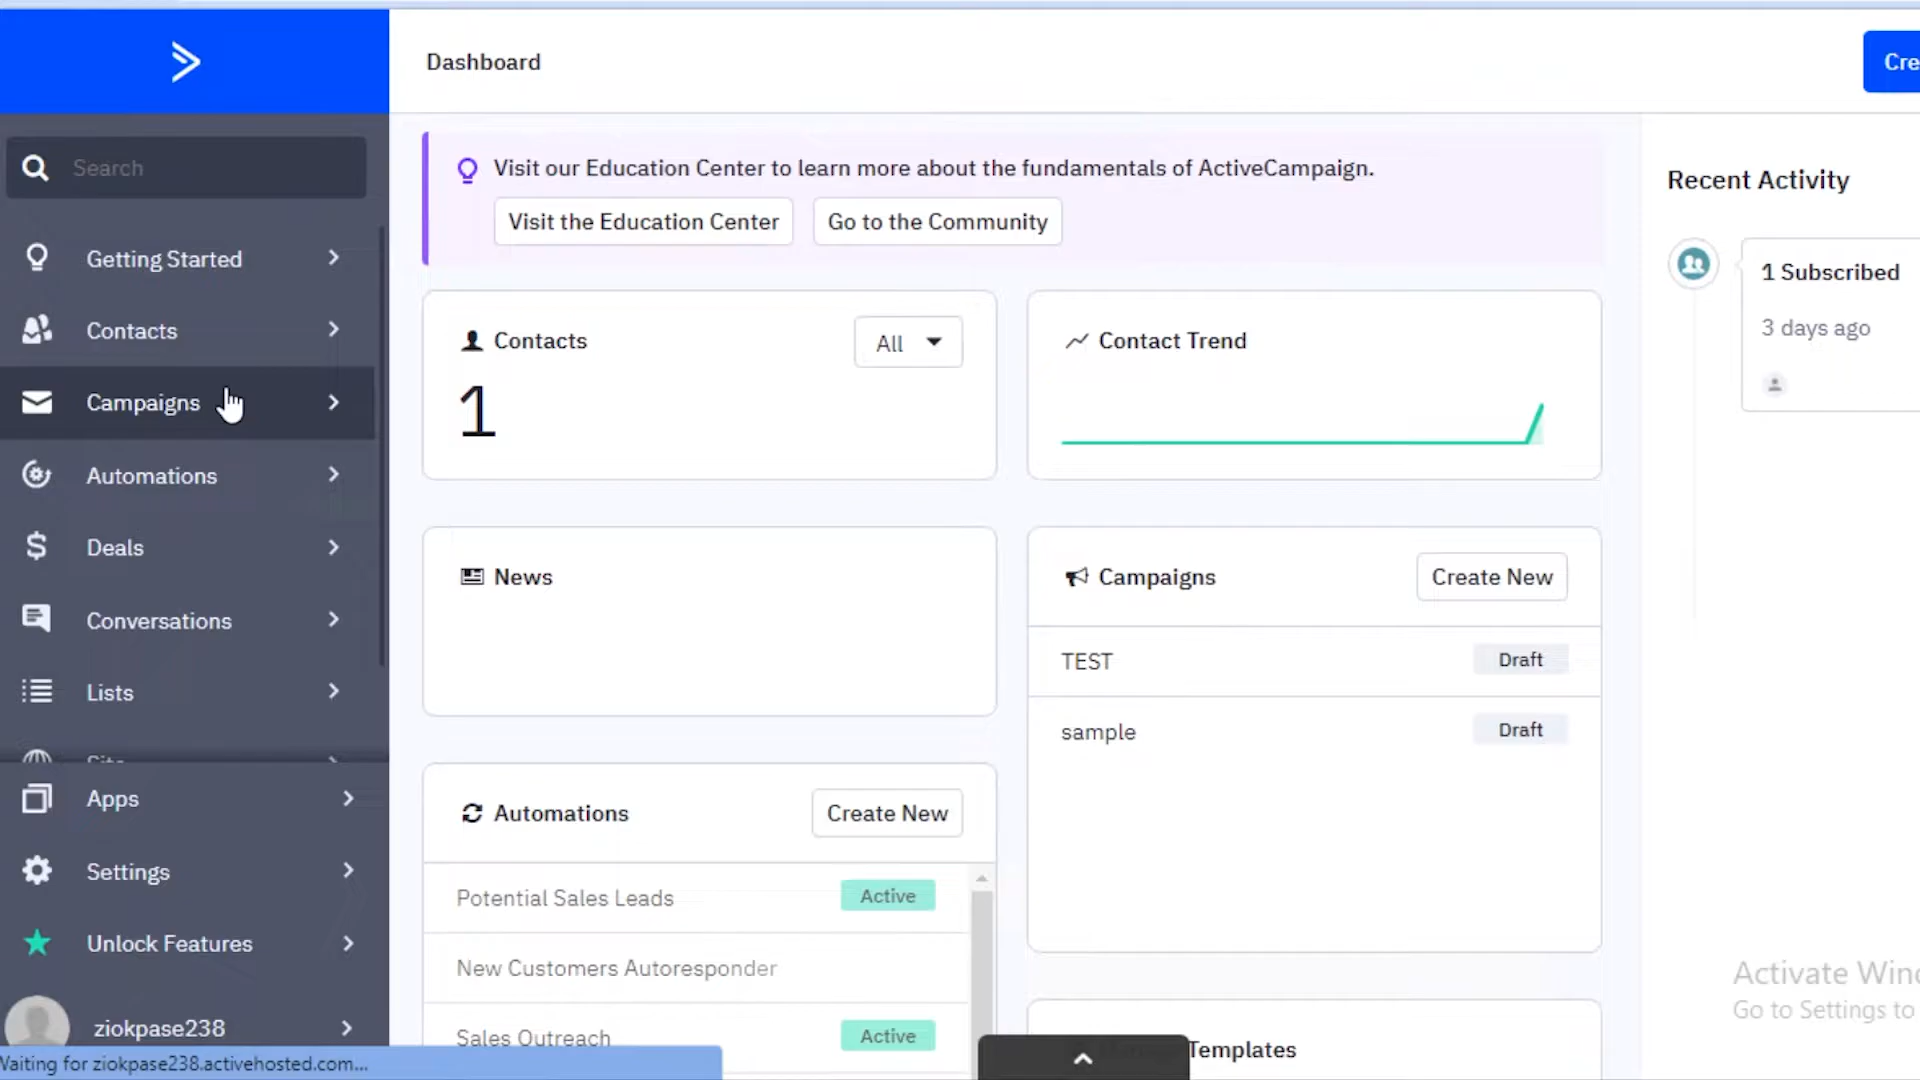 Dashboard
Cre
Search
Getting Started
Contacts
Campaigns
Automations
Deals
Conversations
Lists
Apps
Settings
Unlock Features
ziokpase238
Waiting for ziokpase238.activehosted.com...
Visit our Education Center to learn more about the fundamentals of ActiveCampaign.
Visit the Education Center
Go to the Community
Contacts
All
1
Contact Trend
News
Campaigns
Create New
TEST
Draft
sample
Draft
Automations
Create New
Potential Sales Leads
Active
New Customers Autoresponder
Sales Outreach
Active
Templates
Recent Activity
1 Subscribed
3 days ago
Activate Win
Go to Settings to